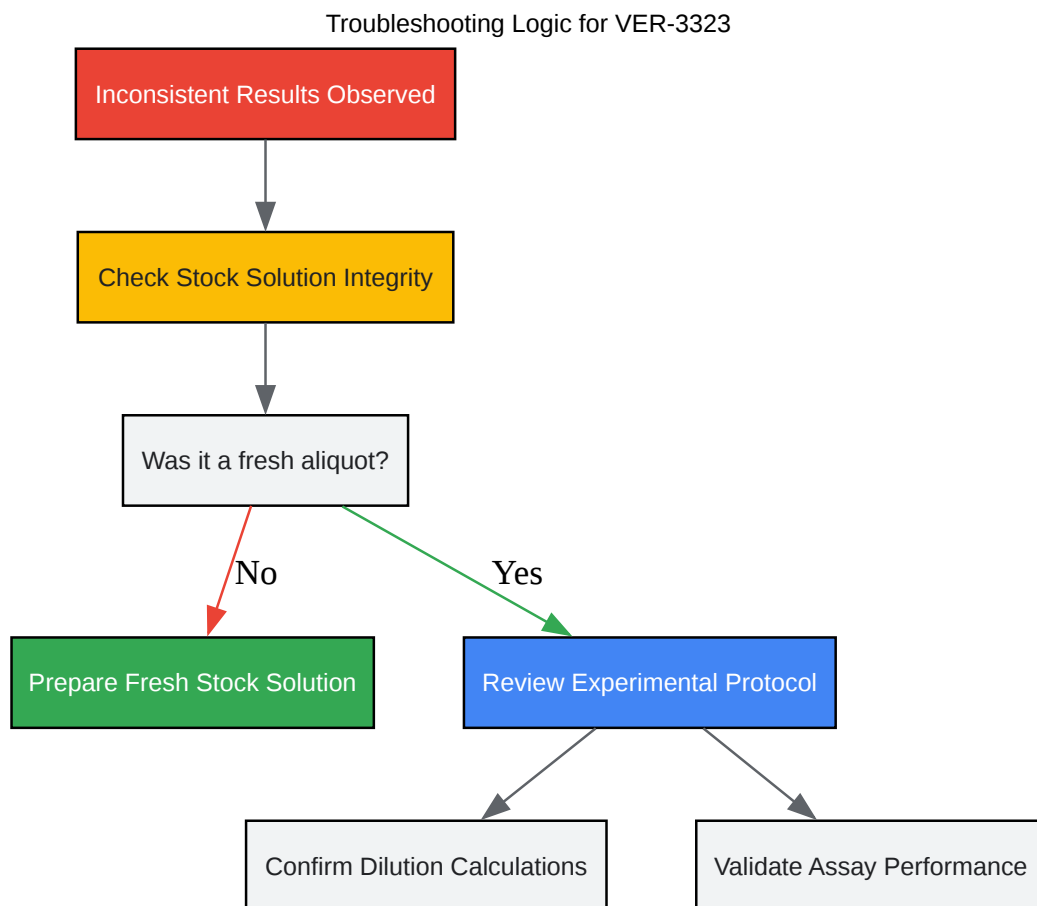 Troubleshooting Logic for VER-3323
Inconsistent Results Observed
Check Stock Solution Integrity
Was it a fresh aliquot?
No
Yes
Prepare Fresh Stock Solution
Review Experimental Protocol
Confirm Dilution Calculations
Validate Assay Performance